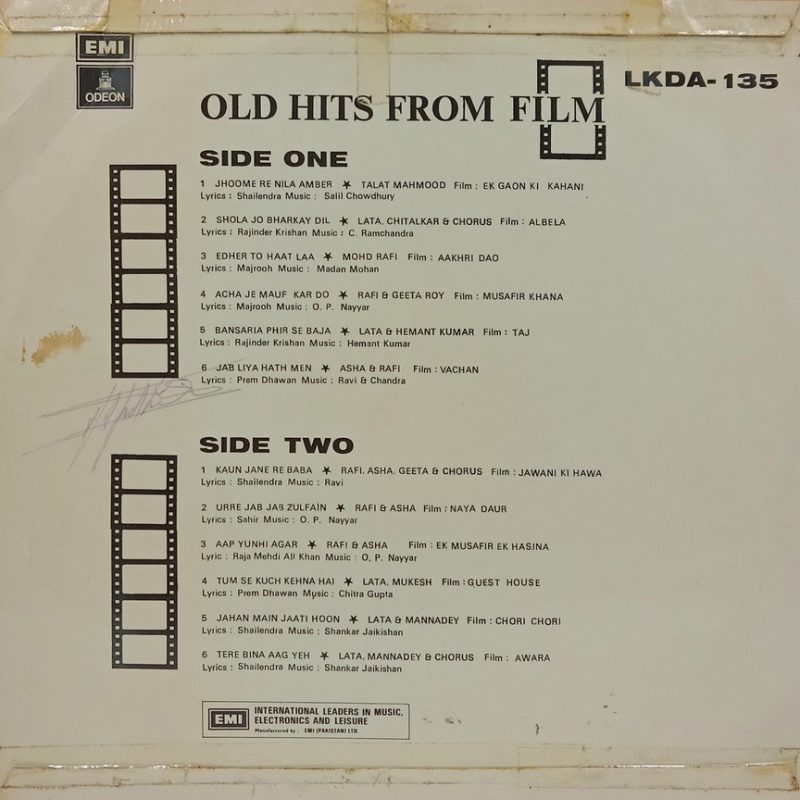 EMI
ODEON
LKDA-135
OLD HITS FROM FILM
SIDE ONE
1 JHOOME RE NILA AMBER ★ TALAT MAHMOOD Film : EK GAON KI KAHANI
Lyrics : Shailendra Music : Salil Chowdhury
2 SHOLA JO BHARKAY DIL ★ LATA, CHITALKAR & CHORUS Film : ALBELA
Lyrics : Rajinder Krishan Music : C. Ramchandra
3 EDHER TO HAAT LAA ★ MOHD RAFI Film : AAKHRI DAO
Lyrics : Majrooh Music : Madan Mohan
4 ACHA JE MAUF KAR DO ★ RAFI & GEETA ROY Film : MUSAFIR KHANA
Lyrics : Majrooh Music : O. P. Nayyar
5 BANSARIA PHIR SE BAJA ★ LATA & HEMANT KUMAR Film : TAJ
Lyrics : Rajinder Krishan Music : Hemant Kumar
6 JAB LIYA HATH MEN ★ ASHA & RAFI Film : VACHAN
Lyrics : Prem Dhawan Music : Ravi & Chandra
SIDE TWO
1 KAUN JANE RE BABA ★ RAFI, ASHA, GEETA & CHORUS Film : JAWANI KI HAWA
Lyrics : Shailendra Music : Ravi
2 URRE JAB JAB ZULFAIN ★ RAFI & ASHA Film : NAYA DAUR
Lyrics : Sahir Music : O. P. Nayyar
3 AAP YUNHI AGAR ★ RAFI & ASHA Film : EK MUSAFIR EK HASINA
Lyric : Raja Mehdi All Khan Music : O. P. Nayyar
4 TUM SE KUCH KEHNA HAI ★ LATA, MUKESH Film : GUEST HOUSE
Lyrics : Prem Dhawan Music : Chitra Gupta
5 JAHAN MAIN JAATI HOON ★ LATA & MANNADEY Film : CHORI CHORI
Lyrics : Shailendra Music : Shankar Jaikishan
6 TERE BINA AAG YEH ★ LATA, MANNADEY & CHORUS Film : AWARA
Lyrics : Shailendra Music : Shankar Jaikishan
EMI
INTERNATIONAL LEADERS IN MUSIC,
ELECTRONICS AND LEISURE
Manufactured by : EMI (PAKISTAN) LTD